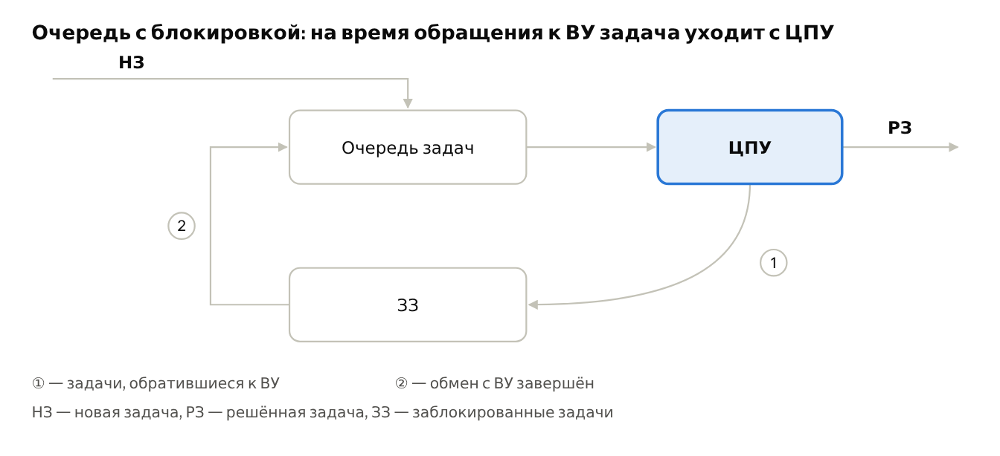 Очередь с блокировкой: на время обращения к ВУ задача уходит с ЦПУ
НЗ
Очередь задач
ЦПУ
РЗ
2
1
ЗЗ
① — задачи, обратившиеся к ВУ
② — обмен с ВУ завершён
НЗ — новая задача, РЗ — решённая задача, ЗЗ — заблокированные задачи